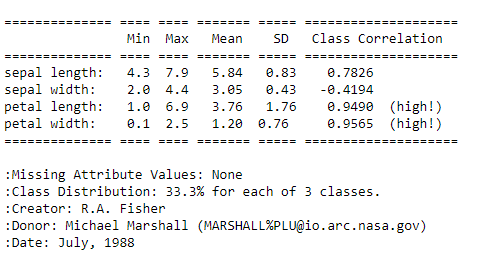 ============== ==== ==== ======= ===== ====================
Min Max Mean SD Class Correlation
============== ==== ==== ======= ===== ====================
sepal length: 4.3 7.9 5.84 0.83 0.7826
sepal width: 2.0 4.4 3.05 0.43 -0.4194
petal length: 1.0 6.9 3.76 1.76 0.9490 (high!)
petal width: 0.1 2.5 1.20 0.76 0.9565 (high!)
============== ==== ==== ======= ===== ====================
:Missing Attribute Values: None
:Class Distribution: 33.3% for each of 3 classes.
:Creator: R.A. Fisher
:Donor: Michael Marshall (MARSHALL%PLU@io.arc.nasa.gov)
:Date: July, 1988